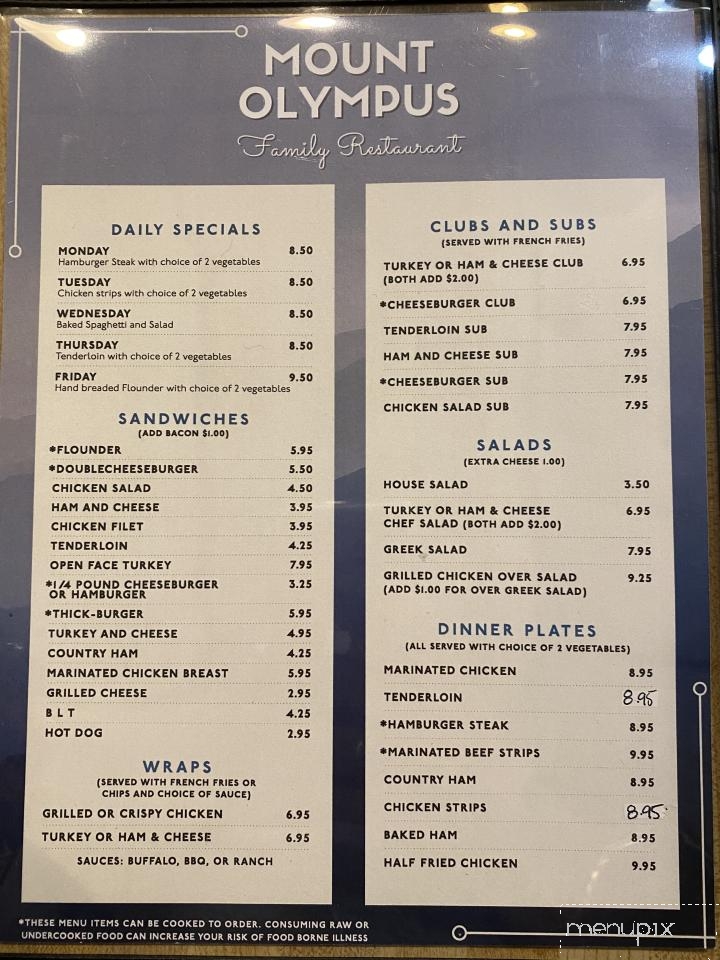 MOUNT
OLYMPUS
Family Restaurant
DAILY SPECIALS
MONDAY 8.50
Hamburger Steak with choice of 2 vegetables
TUESDAY 8.50
Chicken strips with choice of 2 vegetables
WEDNESDAY 8.50
Baked Spaghetti and Salad
THURSDAY 8.50
Tenderloin with choice of 2 vegetables
FRIDAY 9.50
Hand breaded Flounder with choice of 2 vegetables
SANDWICHES
(ADD BACON $1.00)
*FLOUNDER 5.95
*DOUBLECHEESEBURGER 5.50
CHICKEN SALAD 4.50
HAM AND CHEESE 3.95
CHICKEN FILET 3.95
TENDERLOIN 4.25
OPEN FACE TURKEY 7.95
*1/4 POUND CHEESEBURGER 3.25
OR HAMBURGER
*THICK-BURGER 5.95
TURKEY AND CHEESE 4.95
COUNTRY HAM 4.25
MARINATED CHICKEN BREAST 5.95
GRILLED CHEESE 2.95
B L T 4.25
HOT DOG 2.95
WRAPS
(SERVED WITH FRENCH FRIES OR
CHIPS AND CHOICE OF SAUCE)
GRILLED OR CRISPY CHICKEN 6.95
TURKEY OR HAM & CHEESE 6.95
SAUCES: BUFFALO, BBQ, OR RANCH
CLUBS AND SUBS
(SERVED WITH FRENCH FRIES)
TURKEY OR HAM & CHEESE CLUB 6.95
(BOTH ADD $2.00)
*CHEESEBURGER CLUB 6.95
TENDERLOIN SUB 7.95
HAM AND CHEESE SUB 7.95
*CHEESEBURGER SUB 7.95
CHICKEN SALAD SUB 7.95
SALADS
(EXTRA CHEESE 1.00)
HOUSE SALAD 3.50
TURKEY OR HAM & CHEESE 6.95
CHEF SALAD (BOTH ADD $2.00)
GREEK SALAD 7.95
GRILLED CHICKEN OVER SALAD 9.25
(ADD $1.00 FOR OVER GREEK SALAD)
DINNER PLATES
(ALL SERVED WITH CHOICE OF 2 VEGETABLES)
MARINATED CHICKEN 8.95
TENDERLOIN 8.95
*HAMBURGER STEAK 8.95
*MARINATED BEEF STRIPS 9.95
COUNTRY HAM 8.95
CHICKEN STRIPS 8.95
BAKED HAM 8.95
HALF FRIED CHICKEN 9.95
*THESE MENU ITEMS CAN BE COOKED TO ORDER. CONSUMING RAW OR
UNDERCOOKED FOOD CAN INCREASE YOUR RISK OF FOOD BORNE ILLNESS
menupix